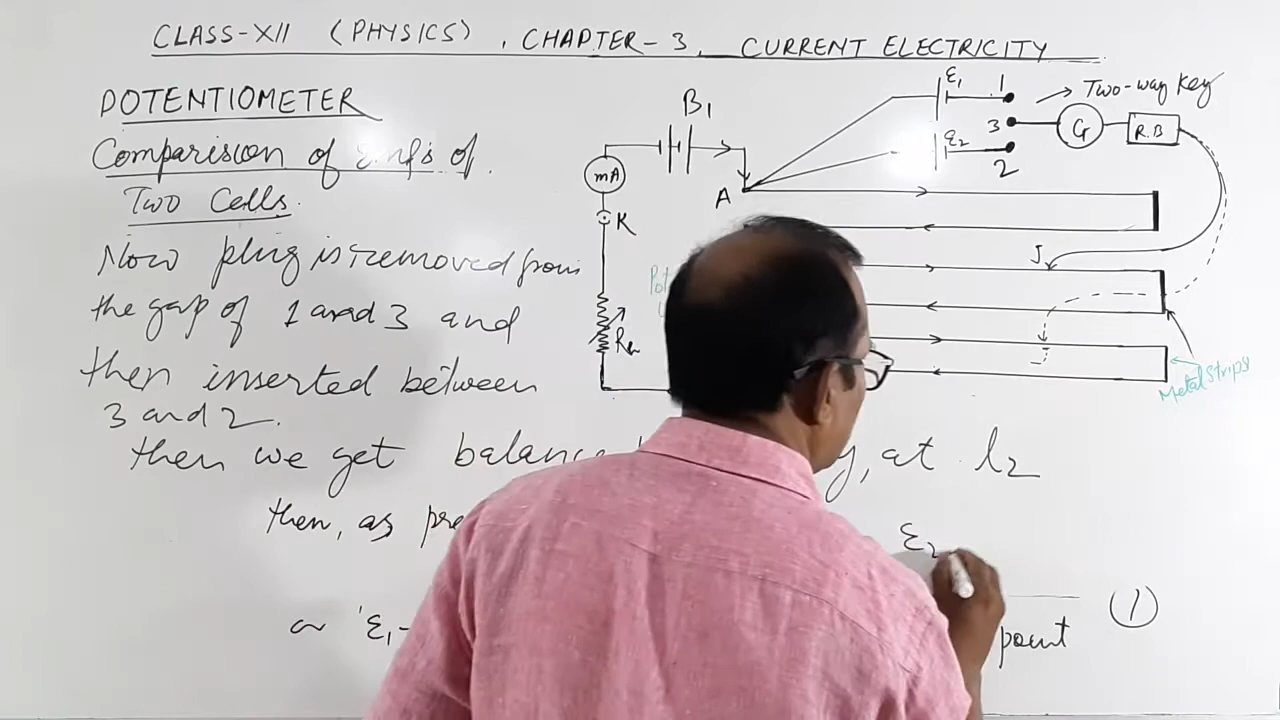 CLASS-XII (PHYSICS), CHAPTER-3, CURRENT ELECTRICITY
POTENTIOMETER
Comparision of Emfs of
Two Cells.
Now plug is removed from
the gap of 1 and 3 and
then inserted between
3 and 2.
then we get balance at l2
then, as
ε1-
ε2
(1)
point
B1
mA
K
Rh
A
ε1
1
Two-way Key
3
G
R.B
ε2
2
J
J
Metal Strips